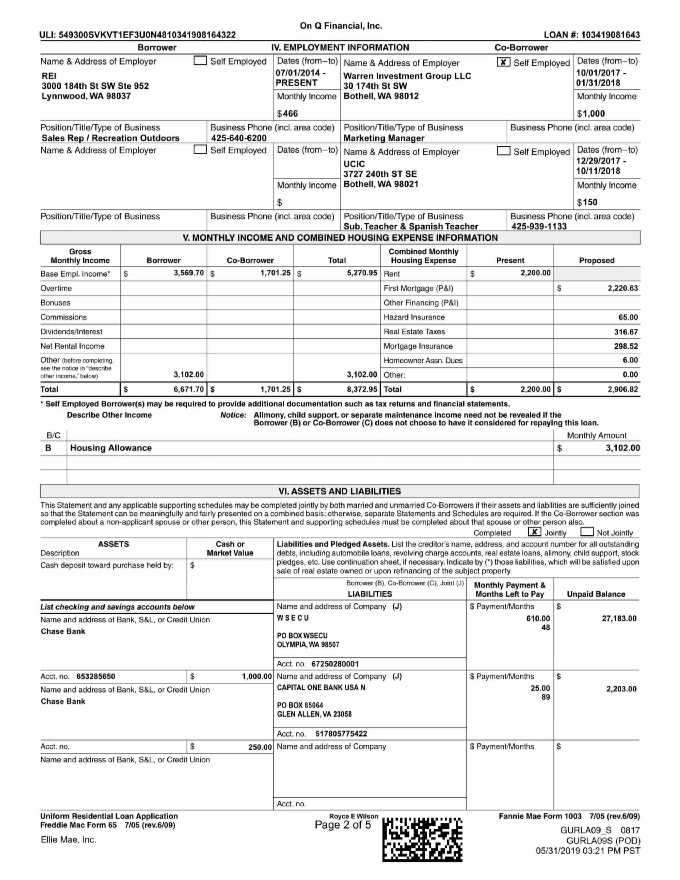 On Q Financial, Inc.
ULI: 549300SVKVT1EF3U0N4810341908164322 LOAN #: 103419081643
Borrower IV. EMPLOYMENT INFORMATION Co-Borrower
Name & Address of Employer Self Employed Dates (from–to) Name & Address of Employer X Self Employed Dates (from–to)
REI 07/01/2014 - PRESENT Warren Investment Group LLC 10/01/2017 - 01/31/2018
3000 184th St SW Ste 952 30 174th St SW
Lynnwood, WA 98037 Monthly Income Bothell, WA 98012 Monthly Income
$466 $1,000
Position/Title/Type of Business Business Phone (incl. area code) Position/Title/Type of Business Business Phone (incl. area code)
Sales Rep / Recreation Outdoors 425-640-6200 Marketing Manager
Name & Address of Employer Self Employed Dates (from–to) Name & Address of Employer Self Employed Dates (from–to)
UCIC 12/29/2017 - 10/11/2018
3727 240th ST SE
Monthly Income Bothell, WA 98021 Monthly Income
$ $150
Position/Title/Type of Business Business Phone (incl. area code) Position/Title/Type of Business Business Phone (incl. area code)
Sub. Teacher & Spanish Teacher 425-939-1133
V. MONTHLY INCOME AND COMBINED HOUSING EXPENSE INFORMATION
Gross Monthly Income Borrower Co-Borrower Total Combined Monthly Housing Expense Present Proposed
Base Empl. Income* $ 3,569.70 $ 1,701.25 $ 5,270.95 Rent $ 2,200.00
Overtime First Mortgage (P&I) $ 2,220.63
Bonuses Other Financing (P&I)
Commissions Hazard Insurance 65.00
Dividends/Interest Real Estate Taxes 316.67
Net Rental Income Mortgage Insurance 298.52
Other (before completing, Homeowner Assn. Dues 6.00
see the notice in "describe
other income," below) 3,102.00 3,102.00 Other: 0.00
Total $ 6,671.70 $ 1,701.25 $ 8,372.95 Total $ 2,200.00 $ 2,906.82
* Self Employed Borrower(s) may be required to provide additional documentation such as tax returns and financial statements.
Describe Other Income Notice: Alimony, child support, or separate maintenance income need not be revealed if the
Borrower (B) or Co-Borrower (C) does not choose to have it considered for repaying this loan.
B/C Monthly Amount
B Housing Allowance $ 3,102.00
VI. ASSETS AND LIABILITIES
This Statement and any applicable supporting schedules may be completed jointly by both married and unmarried Co-Borrowers if their assets and liabilities are sufficiently joined
so that the Statement can be meaningfully and fairly presented on a combined basis; otherwise, separate Statements and Schedules are required. If the Co-Borrower section was
completed about a non-applicant spouse or other person, this Statement and supporting schedules must be completed about that spouse or other person also.
Completed X Jointly Not Jointly
ASSETS Cash or Market Value Liabilities and Pledged Assets. List the creditor's name, address, and account number for all outstanding
Description debts, including automobile loans, revolving charge accounts, real estate loans, alimony, child support, stock
Cash deposit toward purchase held by: $ pledges, etc. Use continuation sheet, if necessary. Indicate by (*) those liabilities, which will be satisfied upon
sale of real estate owned or upon refinancing of the subject property.
Borrower (B), Co-Borrower (C), Joint (J)
LIABILITIES Monthly Payment & Months Left to Pay Unpaid Balance
List checking and savings accounts below Name and address of Company (J) $ Payment/Months $
Name and address of Bank, S&L, or Credit Union W S E C U 610.00 27,183.00
Chase Bank 48
PO BOX WSECU
OLYMPIA, WA 98507
Acct. no. 67250280001
Acct. no. 653285650 $ 1,000.00 Name and address of Company (J) $ Payment/Months $
Name and address of Bank, S&L, or Credit Union CAPITAL ONE BANK USA N 25.00 2,203.00
Chase Bank 89
PO BOX 85064
GLEN ALLEN, VA 23058
Acct. no. 517805775422
Acct. no. $ 250.00 Name and address of Company $ Payment/Months $
Name and address of Bank, S&L, or Credit Union
Acct. no.
Uniform Residential Loan Application Royce E Wilson Fannie Mae Form 1003 7/05 (rev.6/09)
Freddie Mac Form 65 7/05 (rev.6/09) Page 2 of 5
GURLA09_S 0817
Ellie Mae, Inc. GURLA09S (POD)
05/31/2019 03:21 PM PST